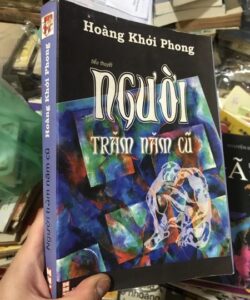 Hoàng Khởi Phong
tiểu thuyết
NGƯỜI
TRĂM NĂM CŨ
Hoàng Khởi Phong
Người trăm năm cũ